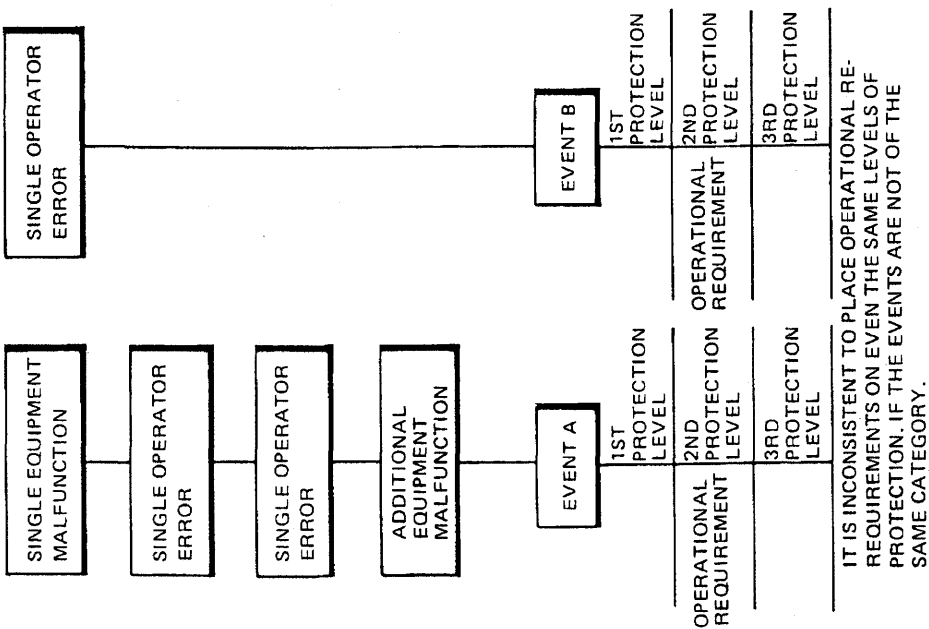 SINGLE EQUIPMENT
MALFUNCTION
SINGLE OPERATOR
ERROR
SINGLE OPERATOR
ERROR
ADDITIONAL
EQUIPMENT
MALFUNCTION
EVENT A
1ST
PROTECTION
LEVEL
OPERATIONAL
REQUIREMENT
2ND
PROTECTION
LEVEL
3RD
PROTECTION
LEVEL
SINGLE OPERATOR
ERROR
EVENT B
1ST
PROTECTION
LEVEL
OPERATIONAL
REQUIREMENT
2ND
PROTECTION
LEVEL
3RD
PROTECTION
LEVEL
IT IS INCONSISTENT TO PLACE OPERATIONAL RE-
REQUIREMENTS ON EVEN THE SAME LEVELS OF
PROTECTION. IF THE EVENTS ARE NOT OF THE
SAME CATEGORY.